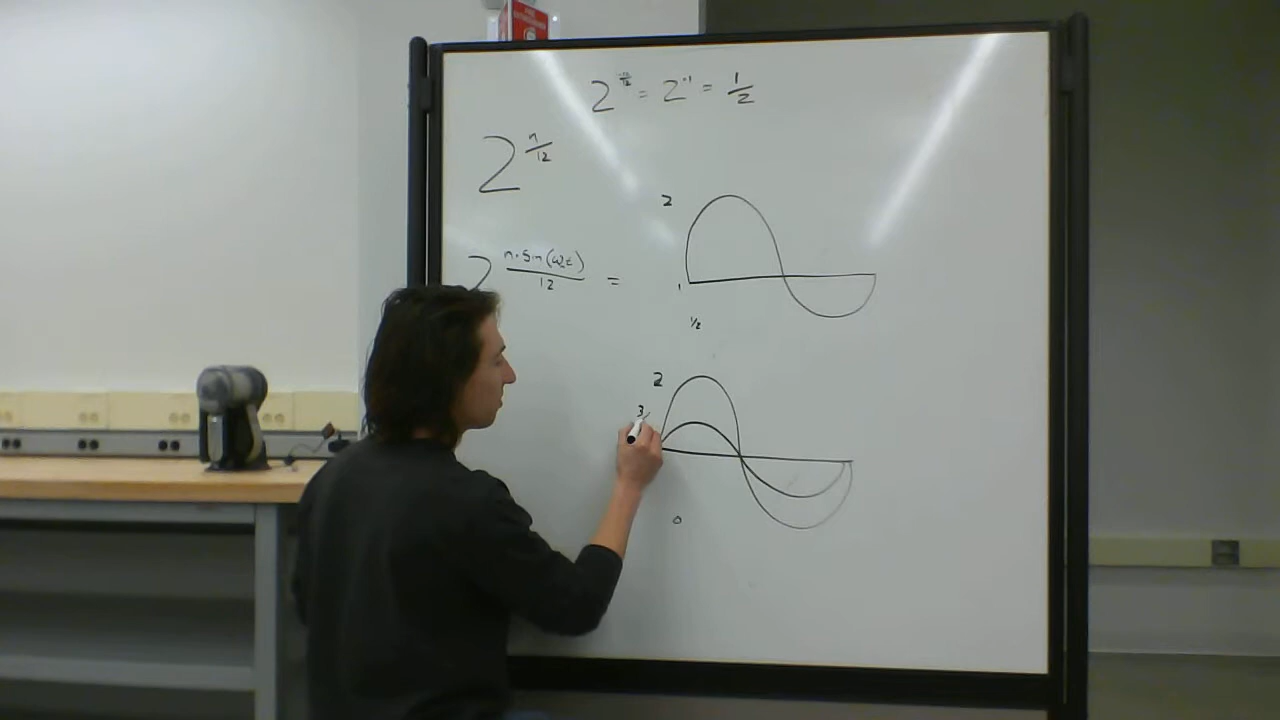 2^(-12/12) = 2^-1 = 1/2
2^(n/12)
2
2^(n·sin(ω₀t)/12) =
1
1/2
2
3/
0